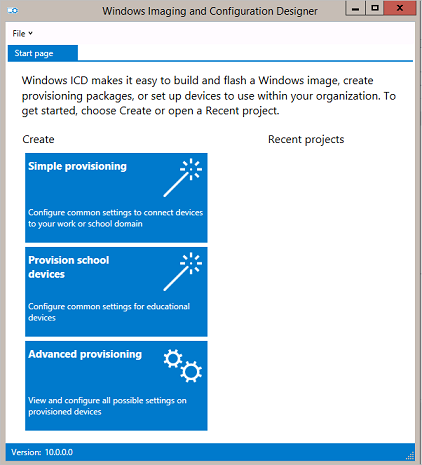 Windows Imaging and Configuration Designer
File
Start page
Windows ICD makes it easy to build and flash a Windows image, create
provisioning packages, or set up devices to use within your organization. To
get started, choose Create or open a Recent project.
Create
Recent projects
Simple provisioning
Configure common settings to connect devices
to your work or school domain
Provision school
devices
Configure common settings for educational
devices
Advanced provisioning
View and configure all possible settings on
provisioned devices
Version: 10.0.0.0